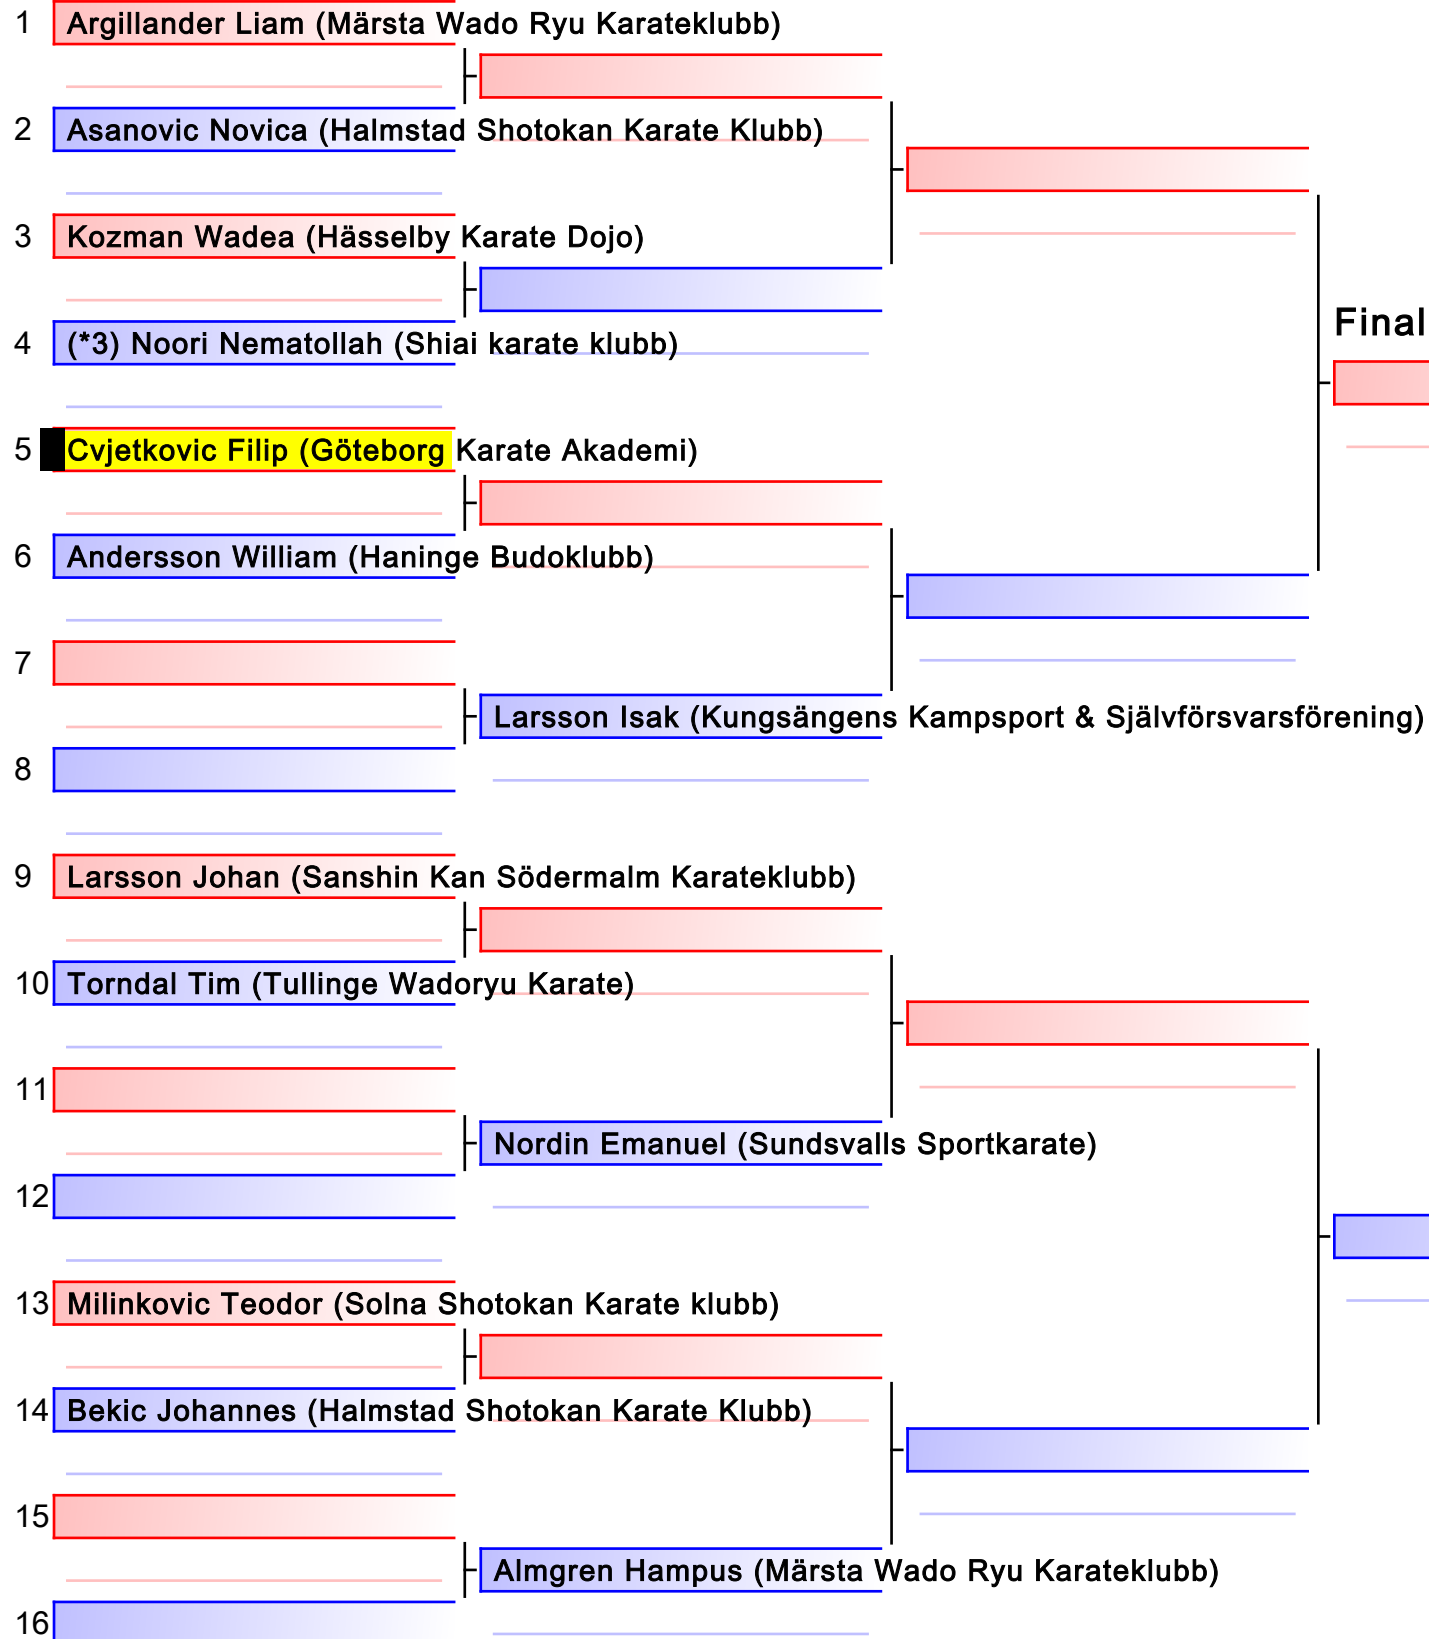 1 Argillander Liam (Märsta Wado Ryu Karateklubb)
2 Asanovic Novica (Halmstad Shotokan Karate Klubb)
3 Kozman Wadea (Hässelby Karate Dojo)
Final
4 (*3) Noori Nematollah (Shiai karate klubb)
5 Cvjetkovic Filip (Göteborg Karate Akademi)
6 Andersson William (Haninge Budoklubb)
7
Larsson Isak (Kungsängens Kampsport & Självförsvarsförening)
8
9 Larsson Johan (Sanshin Kan Södermalm Karateklubb)
10 Torndal Tim (Tullinge Wadoryu Karate)
11
Nordin Emanuel (Sundsvalls Sportkarate)
12
13 Milinkovic Teodor (Solna Shotokan Karate klubb)
14 Bekic Johannes (Halmstad Shotokan Karate Klubb)
15
Almgren Hampus (Märsta Wado Ryu Karateklubb)
16